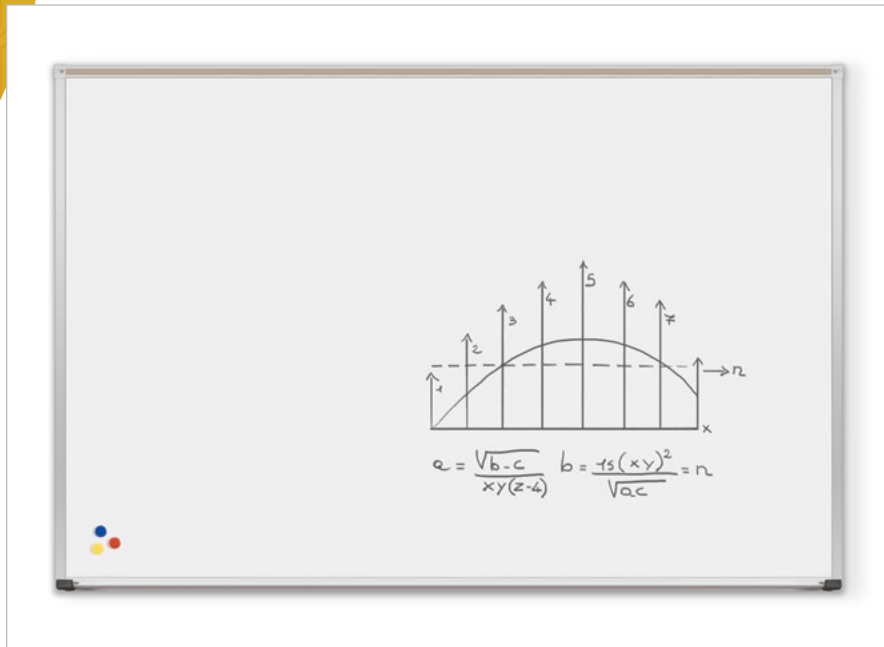 5
4
6
3
7
2
n
1
x
a = √b-c / xy(z-4) b = 15(xy)² / √ac = n